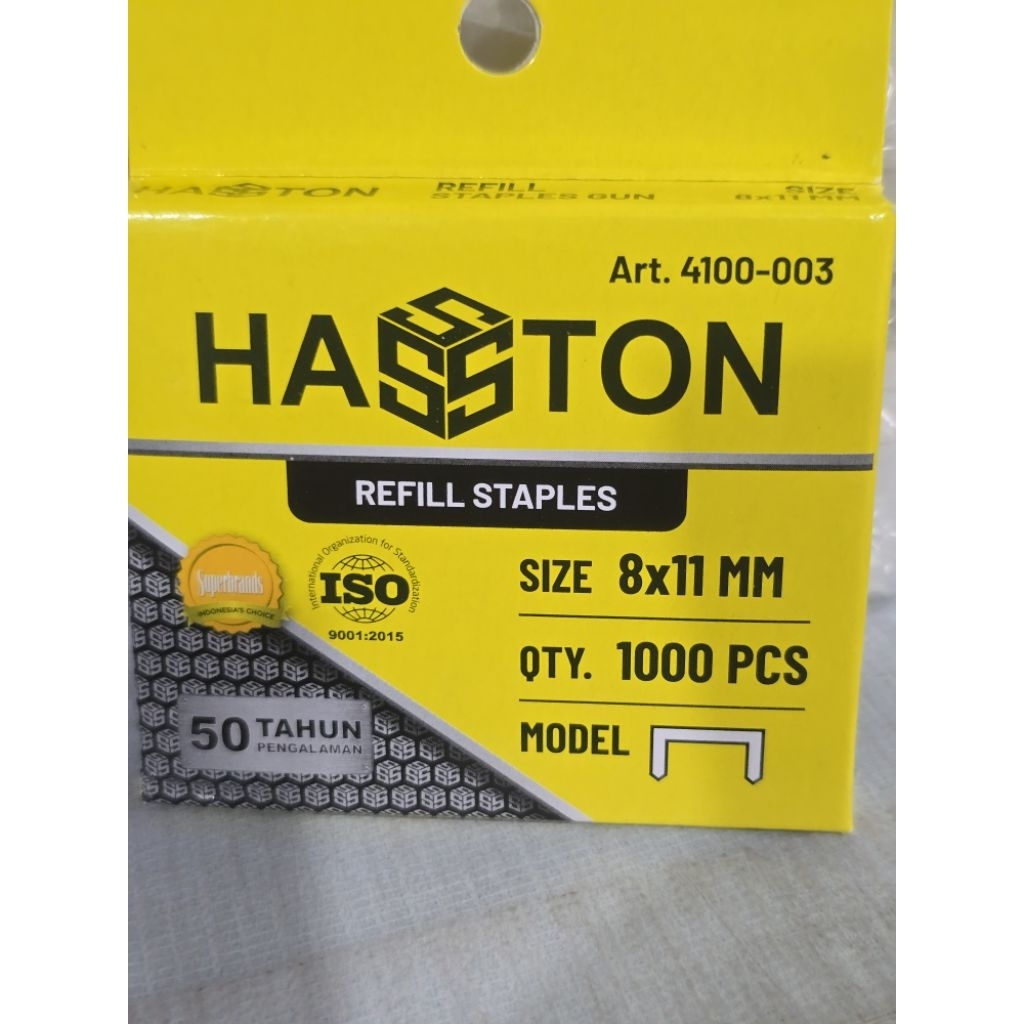 HASSTON REFILL SIZE
STAPLES GUN 8x11 MM
Art. 4100-003
HASSTON
REFILL STAPLES
Superbrands
INDONESIA'S CHOICE
International Organization for Standardization
ISO
9001:2015
SIZE 8x11 MM
QTY. 1000 PCS
MODEL
50 TAHUN
PENGALAMAN